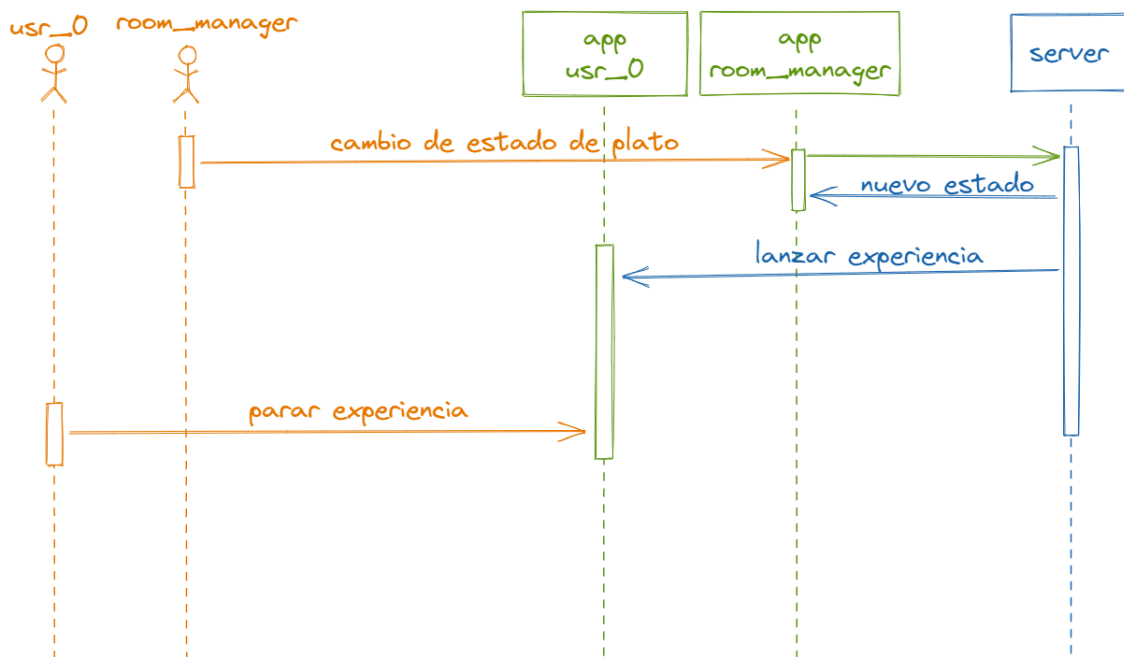 usr_0
room_manager
app
usr_0
app
room_manager
server
cambio de estado de plato
nuevo estado
lanzar experiencia
parar experiencia